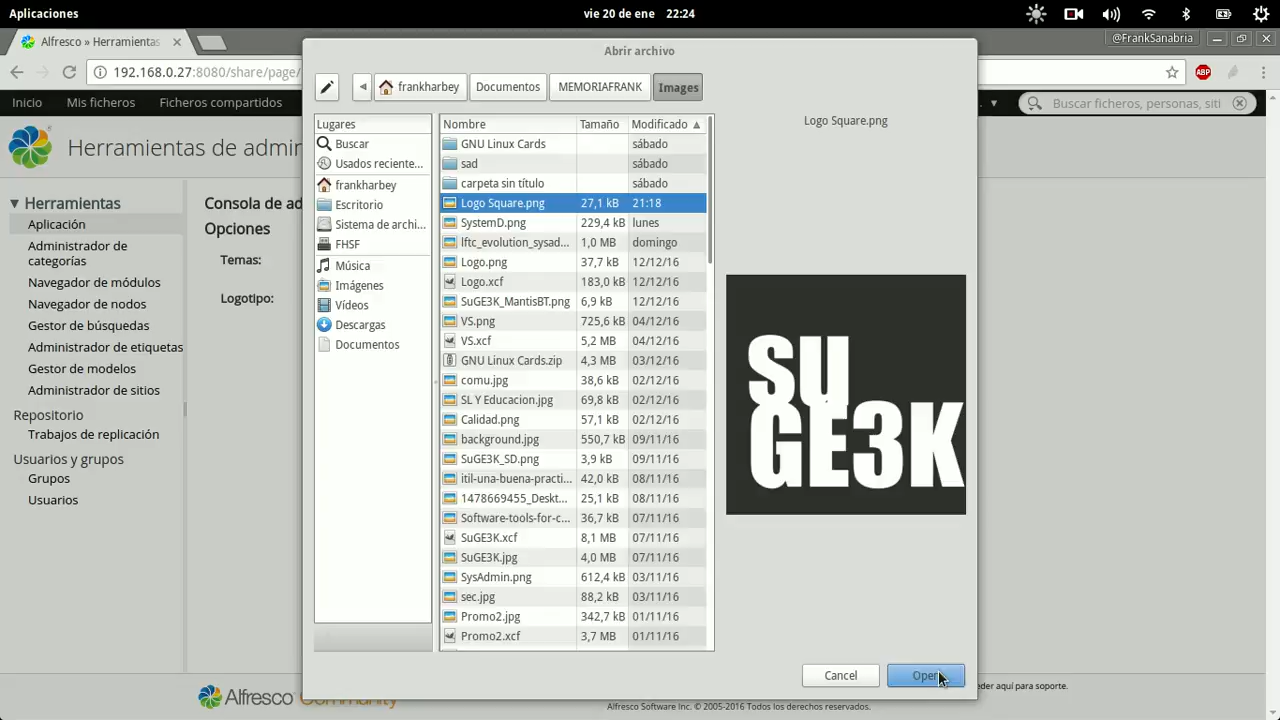 Aplicaciones
vie 20 de ene 22:24
Alfresco » Herramientas
@FrankSanabria
192.168.0.27:8080/share/page/
ABP
Inicio Mis ficheros Ficheros compartidos
Buscar ficheros, personas, siti
Herramientas de admin
Herramientas
Aplicación
Administrador de
categorías
Navegador de módulos
Navegador de nodos
Gestor de búsquedas
Administrador de etiquetas
Gestor de modelos
Administrador de sitios
Repositorio
Trabajos de replicación
Usuarios y grupos
Grupos
Usuarios
Consola de ad
Opciones
Temas:
Logotipo:
Abrir archivo
frankharbey Documentos MEMORIAFRANK Images
Lugares
Buscar
Usados reciente...
frankharbey
Escritorio
Sistema de archi...
FHSF
Música
Imágenes
Vídeos
Descargas
Documentos
Nombre Tamaño Modificado
GNU Linux Cards sábado
sad sábado
carpeta sin título sábado
Logo Square.png 27,1 kB 21:18
SystemD.png 229,4 kB lunes
lftc_evolution_sysad... 1,0 MB domingo
Logo.png 37,7 kB 12/12/16
Logo.xcf 183,0 kB 12/12/16
SuGE3K_MantisBT.png 6,9 kB 12/12/16
VS.png 725,6 kB 04/12/16
VS.xcf 5,2 MB 04/12/16
GNU Linux Cards.zip 4,3 MB 03/12/16
comu.jpg 38,6 kB 02/12/16
SL Y Educacion.jpg 69,8 kB 02/12/16
Calidad.png 57,1 kB 02/12/16
background.jpg 550,7 kB 09/11/16
SuGE3K_SD.png 3,9 kB 09/11/16
itil-una-buena-practi... 42,0 kB 08/11/16
1478669455_Deskt... 25,1 kB 08/11/16
Software-tools-for-c... 36,7 kB 07/11/16
SuGE3K.xcf 8,1 MB 07/11/16
SuGE3K.jpg 4,0 MB 07/11/16
SysAdmin.png 612,4 kB 03/11/16
sec.jpg 88,2 kB 03/11/16
Promo2.jpg 342,7 kB 01/11/16
Promo2.xcf 3,7 MB 01/11/16
Logo Square.png
SU
GE3K
Cancel Open
Alfresco Community
der aquí para soporte.
Alfresco Software Inc. © 2005-2016 Todos los derechos reservados.